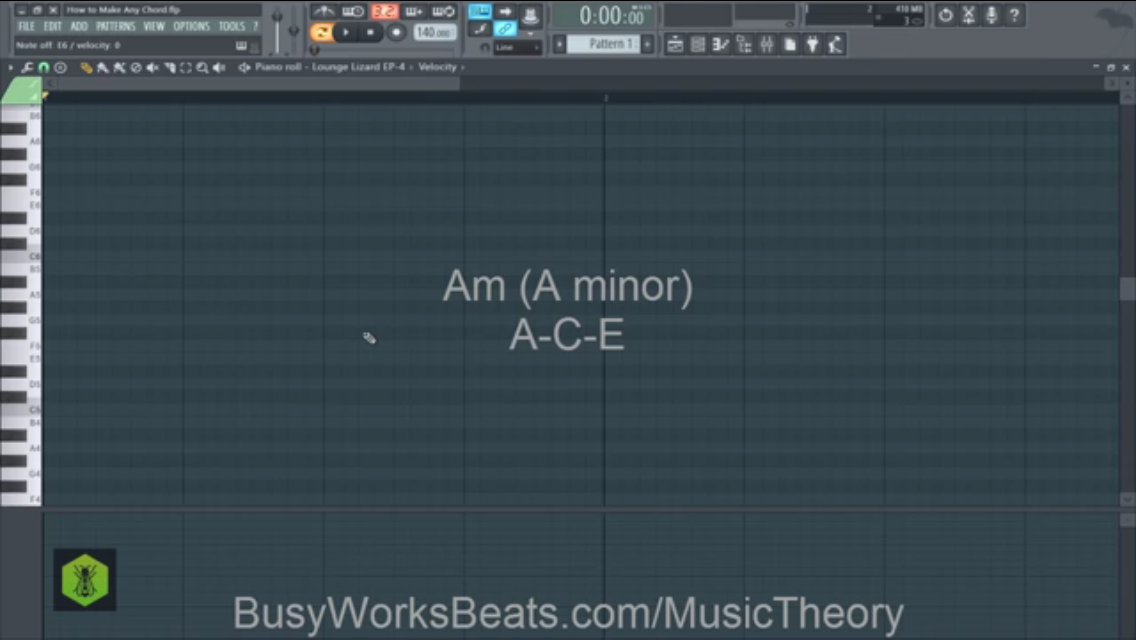 How to Make Any Chord.flp
FILE EDIT ADD PATTERNS VIEW OPTIONS TOOLS ?
Note off: E6 / velocity: 0
3.2
140.000
Line
0:00:00
Pattern 1
2
410 MB
3
Piano roll - Lounge Lizard EP-4 › Velocity ›
2
B6
A6
G6
F6
E6
D6
C6
B5
A5
G5
F5
E5
D5
C5
B4
A4
G4
F4
Am (A minor)
A-C-E
BusyWorksBeats.com/MusicTheory